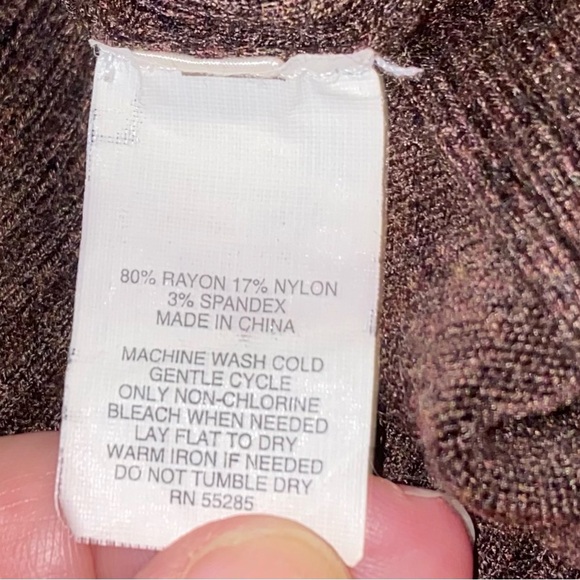 80% RAYON 17% NYLON
3% SPANDEX
MADE IN CHINA
MACHINE WASH COLD
GENTLE CYCLE
ONLY NON-CHLORINE
BLEACH WHEN NEEDED
LAY FLAT TO DRY
WARM IRON IF NEEDED
DO NOT TUMBLE DRY
RN 55285